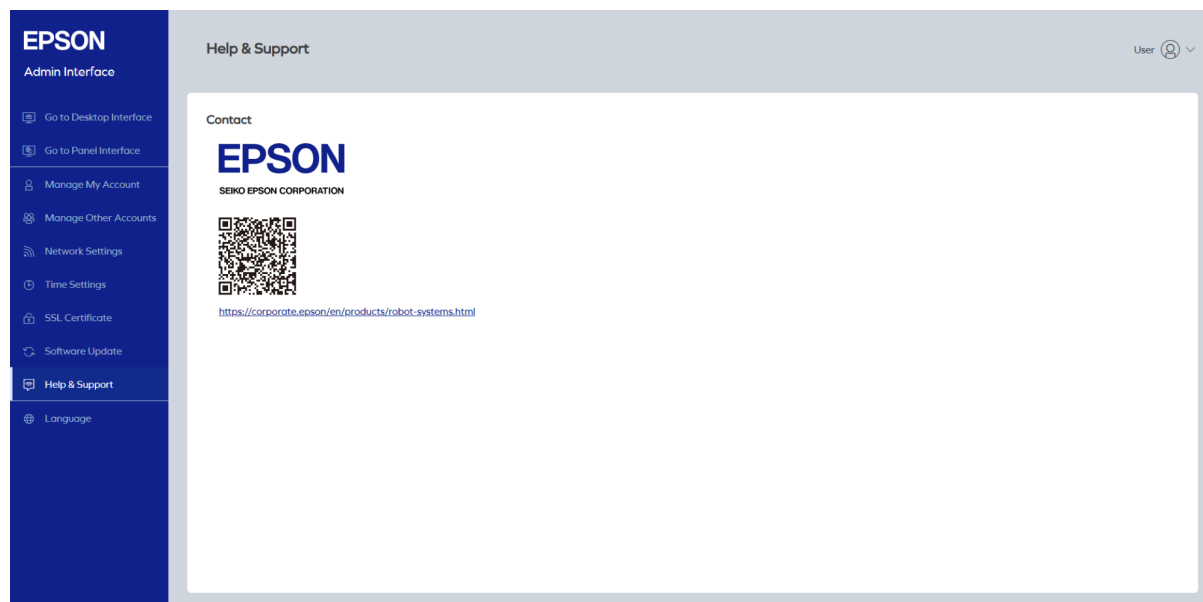 EPSON
Admin Interface
Go to Desktop Interface
Go to Panel Interface
Manage My Account
Manage Other Accounts
Network Settings
Time Settings
SSL Certificate
Software Update
Help & Support
Language
Help & Support
User
Contact
EPSON
SEIKO EPSON CORPORATION
https://corporate.epson/en/products/robot-systems.html